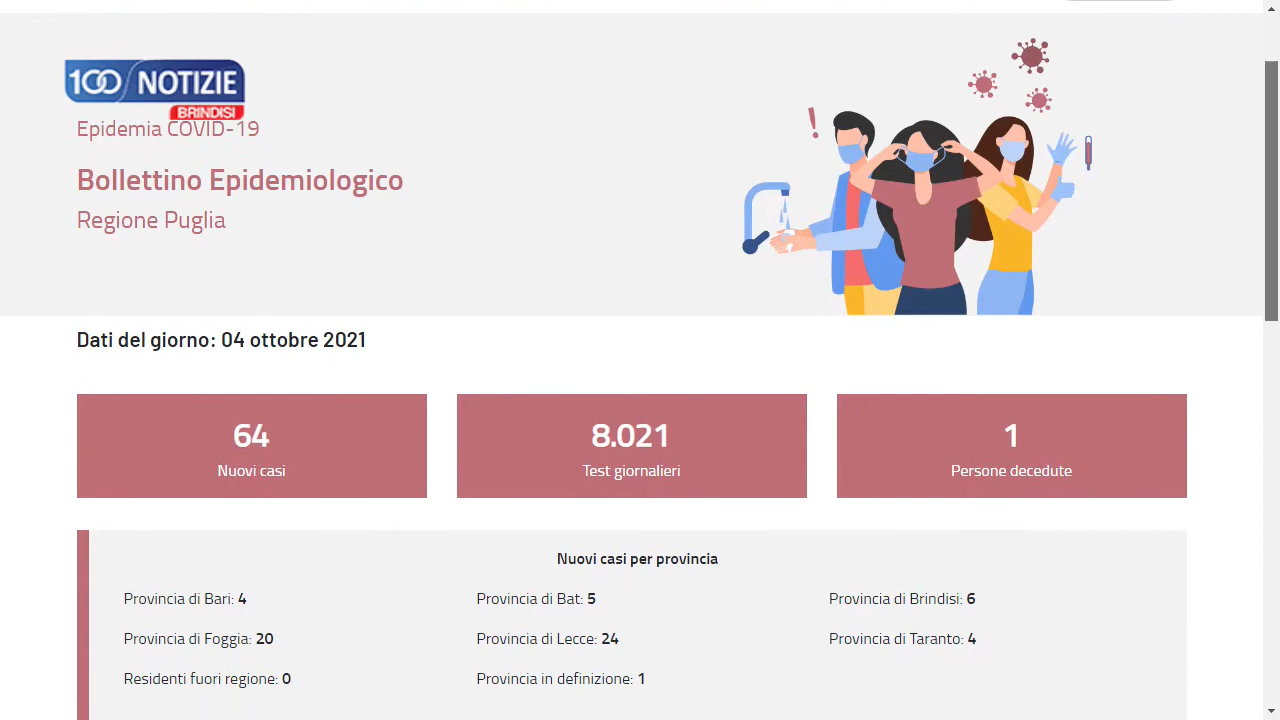 100 NOTIZIE
BRINDISI
Epidemia COVID-19
Bollettino Epidemiologico
Regione Puglia
Dati del giorno: 04 ottobre 2021
64
Nuovi casi
8.021
Test giornalieri
1
Persone decedute
Nuovi casi per provincia
Provincia di Bari: 4
Provincia di Bat: 5
Provincia di Brindisi: 6
Provincia di Foggia: 20
Provincia di Lecce: 24
Provincia di Taranto: 4
Residenti fuori regione: 0
Provincia in definizione: 1